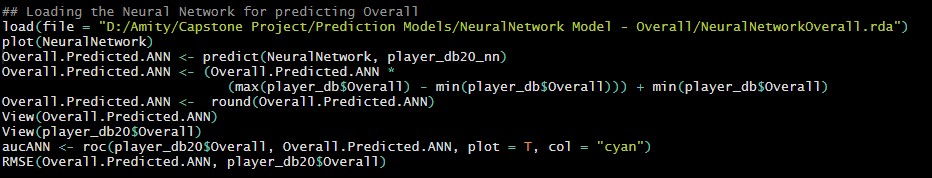 ## Loading the Neural Network for predicting Overall
load(file = "D:/Amity/Capstone Project/Prediction Models/NeuralNetwork Model - Overall/NeuralNetworkOverall.rda")
plot(NeuralNetwork)
Overall.Predicted.ANN <- predict(NeuralNetwork, player_db20_nn)
Overall.Predicted.ANN <- (Overall.Predicted.ANN *
(max(player_db$Overall) - min(player_db$Overall))) + min(player_db$Overall)
Overall.Predicted.ANN <-  round(Overall.Predicted.ANN)
View(Overall.Predicted.ANN)
View(player_db20$Overall)
aucANN <- roc(player_db20$Overall, Overall.Predicted.ANN, plot = T, col = "cyan")
RMSE(Overall.Predicted.ANN, player_db20$Overall)